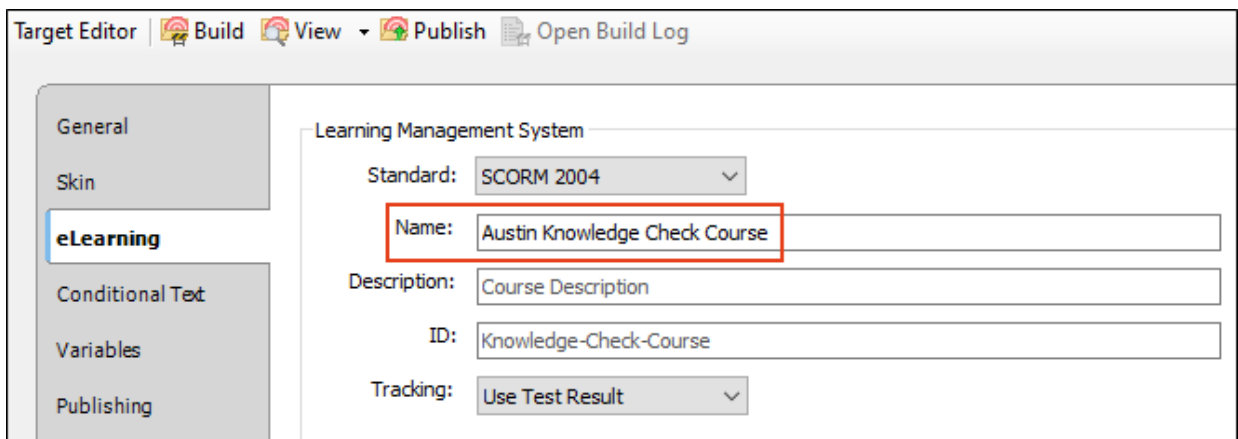 Target Editor Build View Publish Open Build Log
General
Skin
eLearning
Conditional Text
Variables
Publishing
Learning Management System
Standard: SCORM 2004
Name: Austin Knowledge Check Course
Description: Course Description
ID: Knowledge-Check-Course
Tracking: Use Test Result